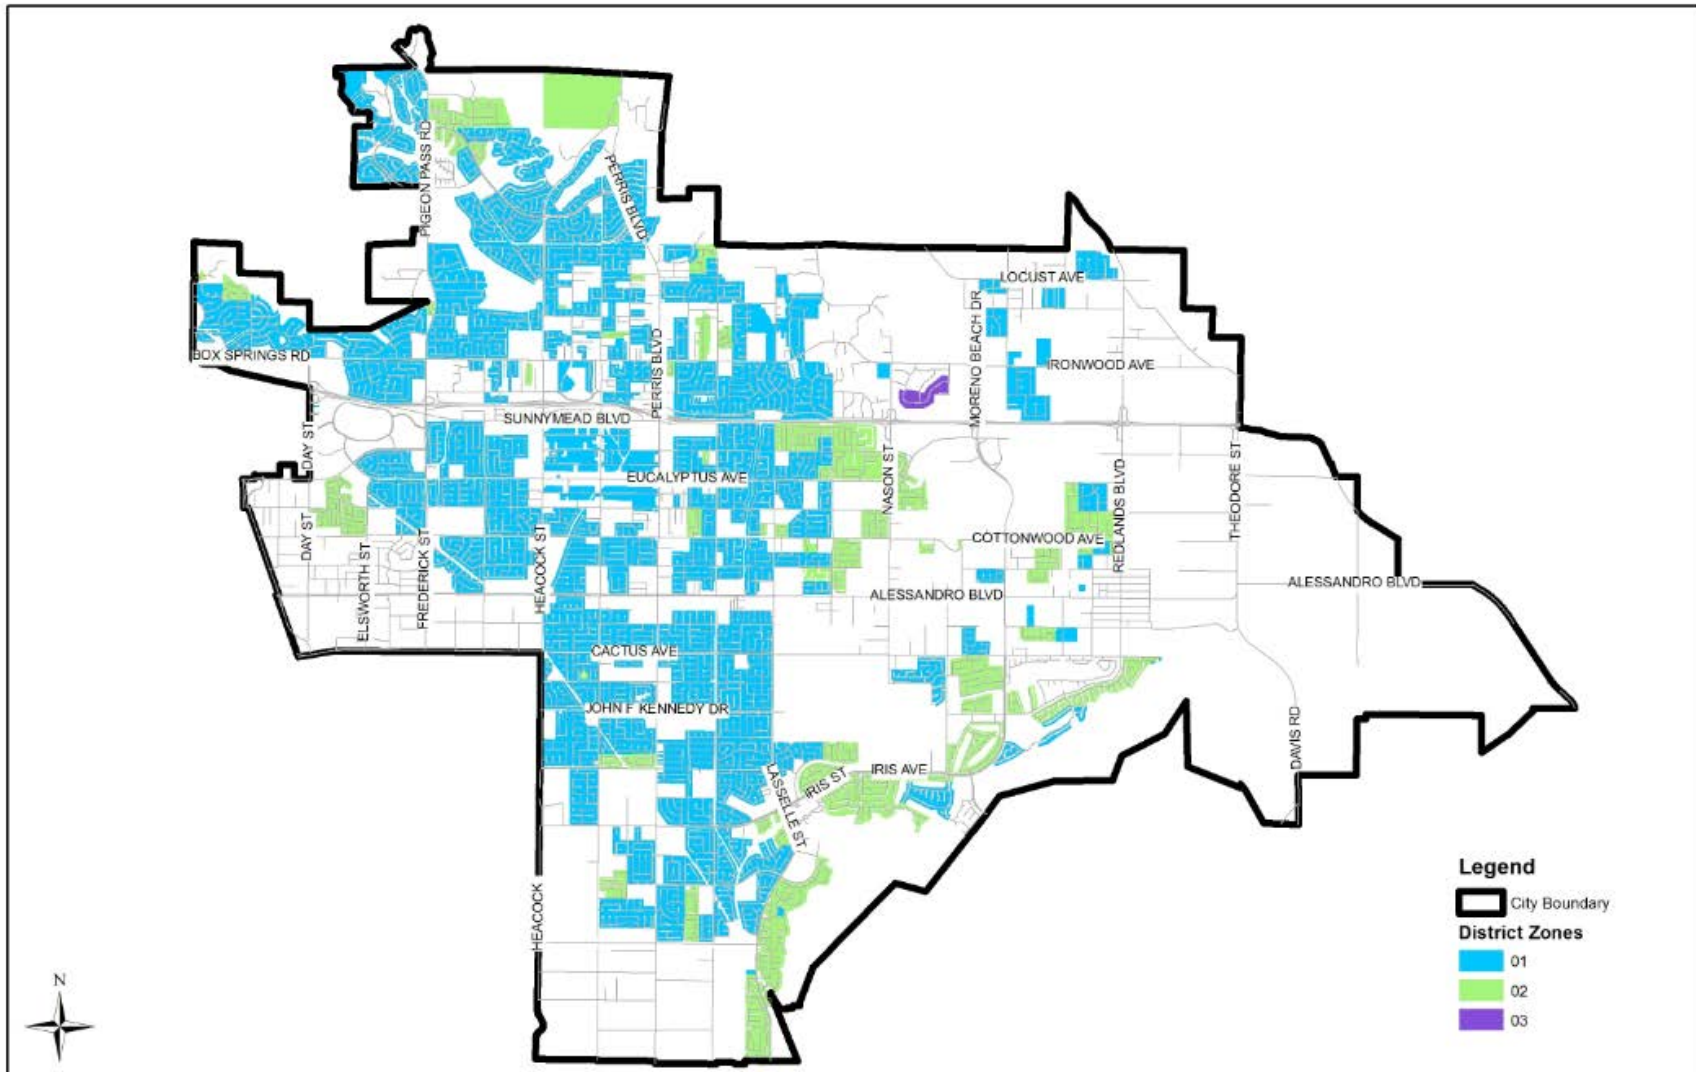 PIGEON PASS RD
PERRIS BLVD
LOCUST AVE
MORENO BEACH DR
BOX SPRINGS RD
PERRIS BLVD
IRONWOOD AVE
SUNNYMEAD BLVD
DAY ST
EUCALYPTUS AVE
NASON ST
REDLANDS BLVD
THEODORE ST
DAY ST
ELSWORTH ST
FREDERICK ST
HEACOCK ST
COTTONWOOD AVE
ALESSANDRO BLVD
ALESSANDRO BLVD
CACTUS AVE
JOHN F KENNEDY DR
DAVIS RD
LASSELLE ST
IRIS ST
IRIS AVE
HEACOCK
Legend
City Boundary
District Zones
01
02
03
N